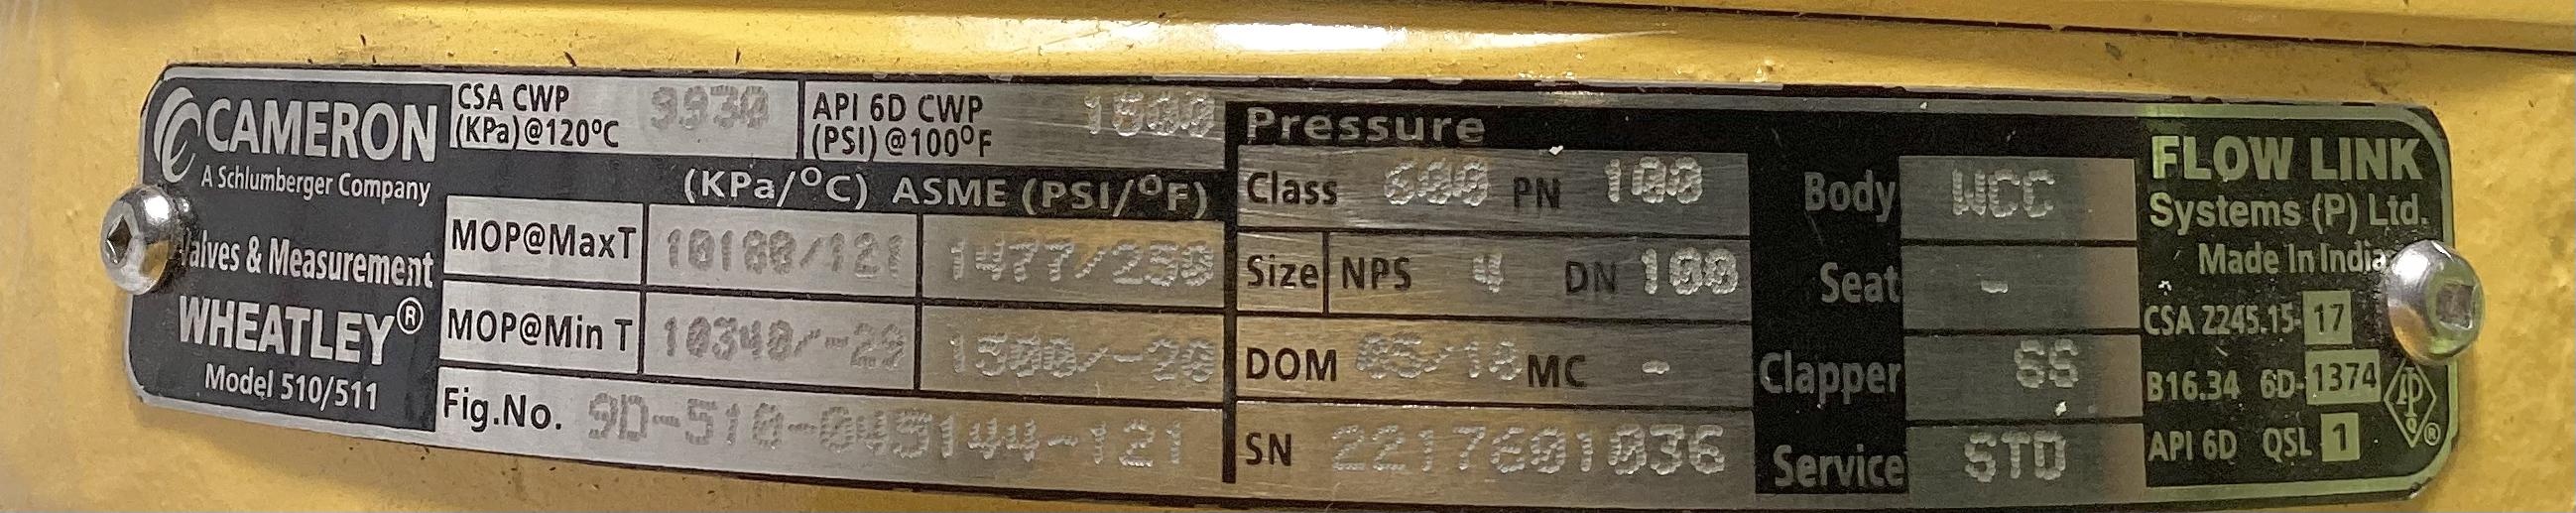 CAMERON
A Schlumberger Company
Valves & Measurement
WHEATLEY®
Model 510/511
CSA CWP (KPa)@120°C 9930
API 6D CWP (PSI)@100°F 1500
(KPa/°C) ASME (PSI/°F)
MOP@MaxT 10180/121 1477/250
MOP@Min T 10340/-29 1500/-20
Fig.No. 9D-510-045144-121
Pressure
Class 600 PN 100
Size NPS 4 DN 100
DOM 05/18 MC -
SN 2217601036
Body WCC
Seat -
Clapper SS
Service STD
FLOW LINK
Systems (P) Ltd.
Made In India
CSA Z245.15-17
B16.34 6D-1374
API 6D QSL 1